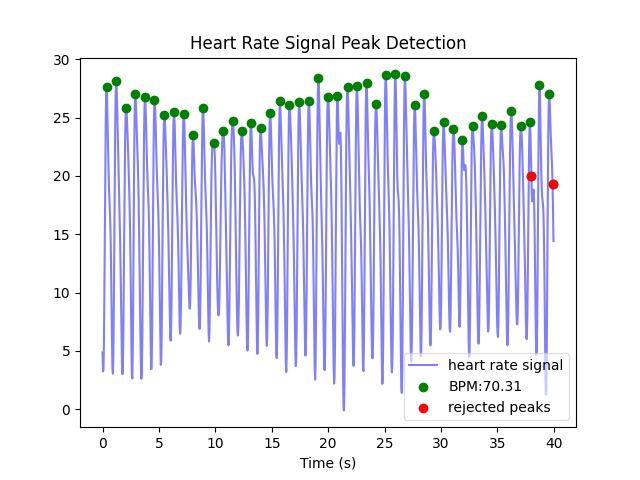 Heart Rate Signal Peak Detection
30
25
20
15
10
5
0
heart rate signal
BPM:70.31
rejected peaks
0 5 10 15 20 25 30 35 40
Time (s)